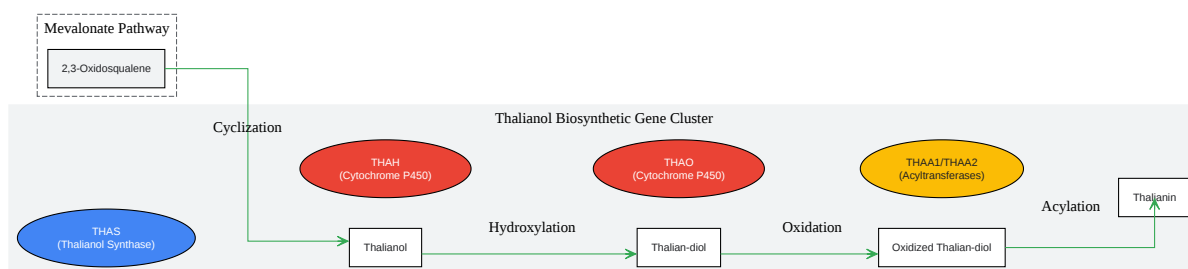 Mevalonate Pathway
2,3-Oxidosqualene
Thalianol Biosynthetic Gene Cluster
Cyclization
THAH
(Cytochrome P450)
THAO
(Cytochrome P450)
THAA1/THAA2
(Acyltransferases)
Thalianin
Acylation
THAS
(Thalianol Synthase)
Hydroxylation
Oxidation
Thalianol
Thalian-diol
Oxidized Thalian-diol